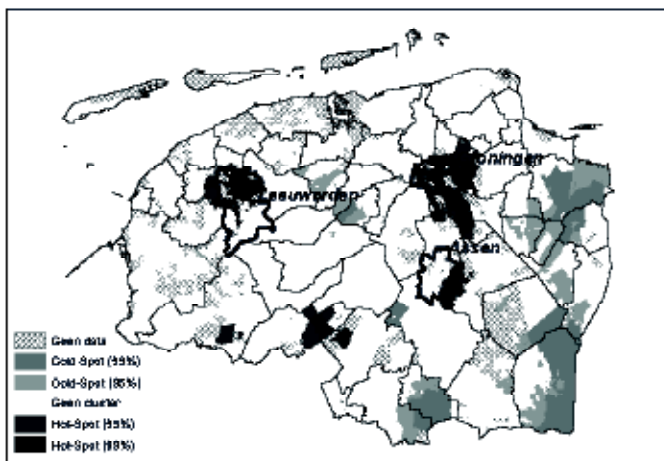 Leeuwarden
Groningen
Assen
Geen data
Cold-Spot (99%)
Cold-Spot (95%)
Geen cluster
Hot-Spot (95%)
Hot-Spot (99%)